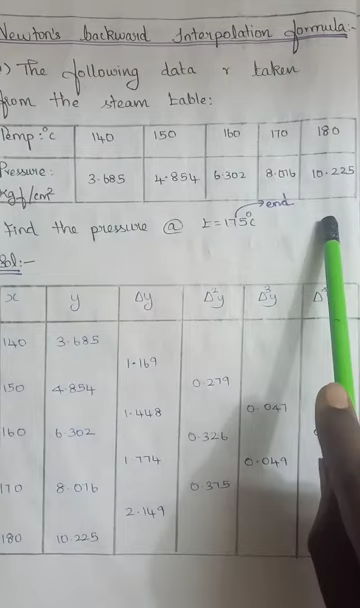 Newton's backward Interpolation formula:-
) The following data r taken
from the steam table:
Temp:°c 140 150 160 170 180
Pressure: kgf/cm² 3.685 4.854 6.302 8.076 10.225
→end
Find the pressure @ t=175°c
Sol:-
x y Δy Δ²y Δ³y Δ
140 3.685
1.169
150 4.854 0.279
1.448 0.047
160 6.302 0.326
1.774 0.049
170 8.076 0.375
2.149
180 10.225